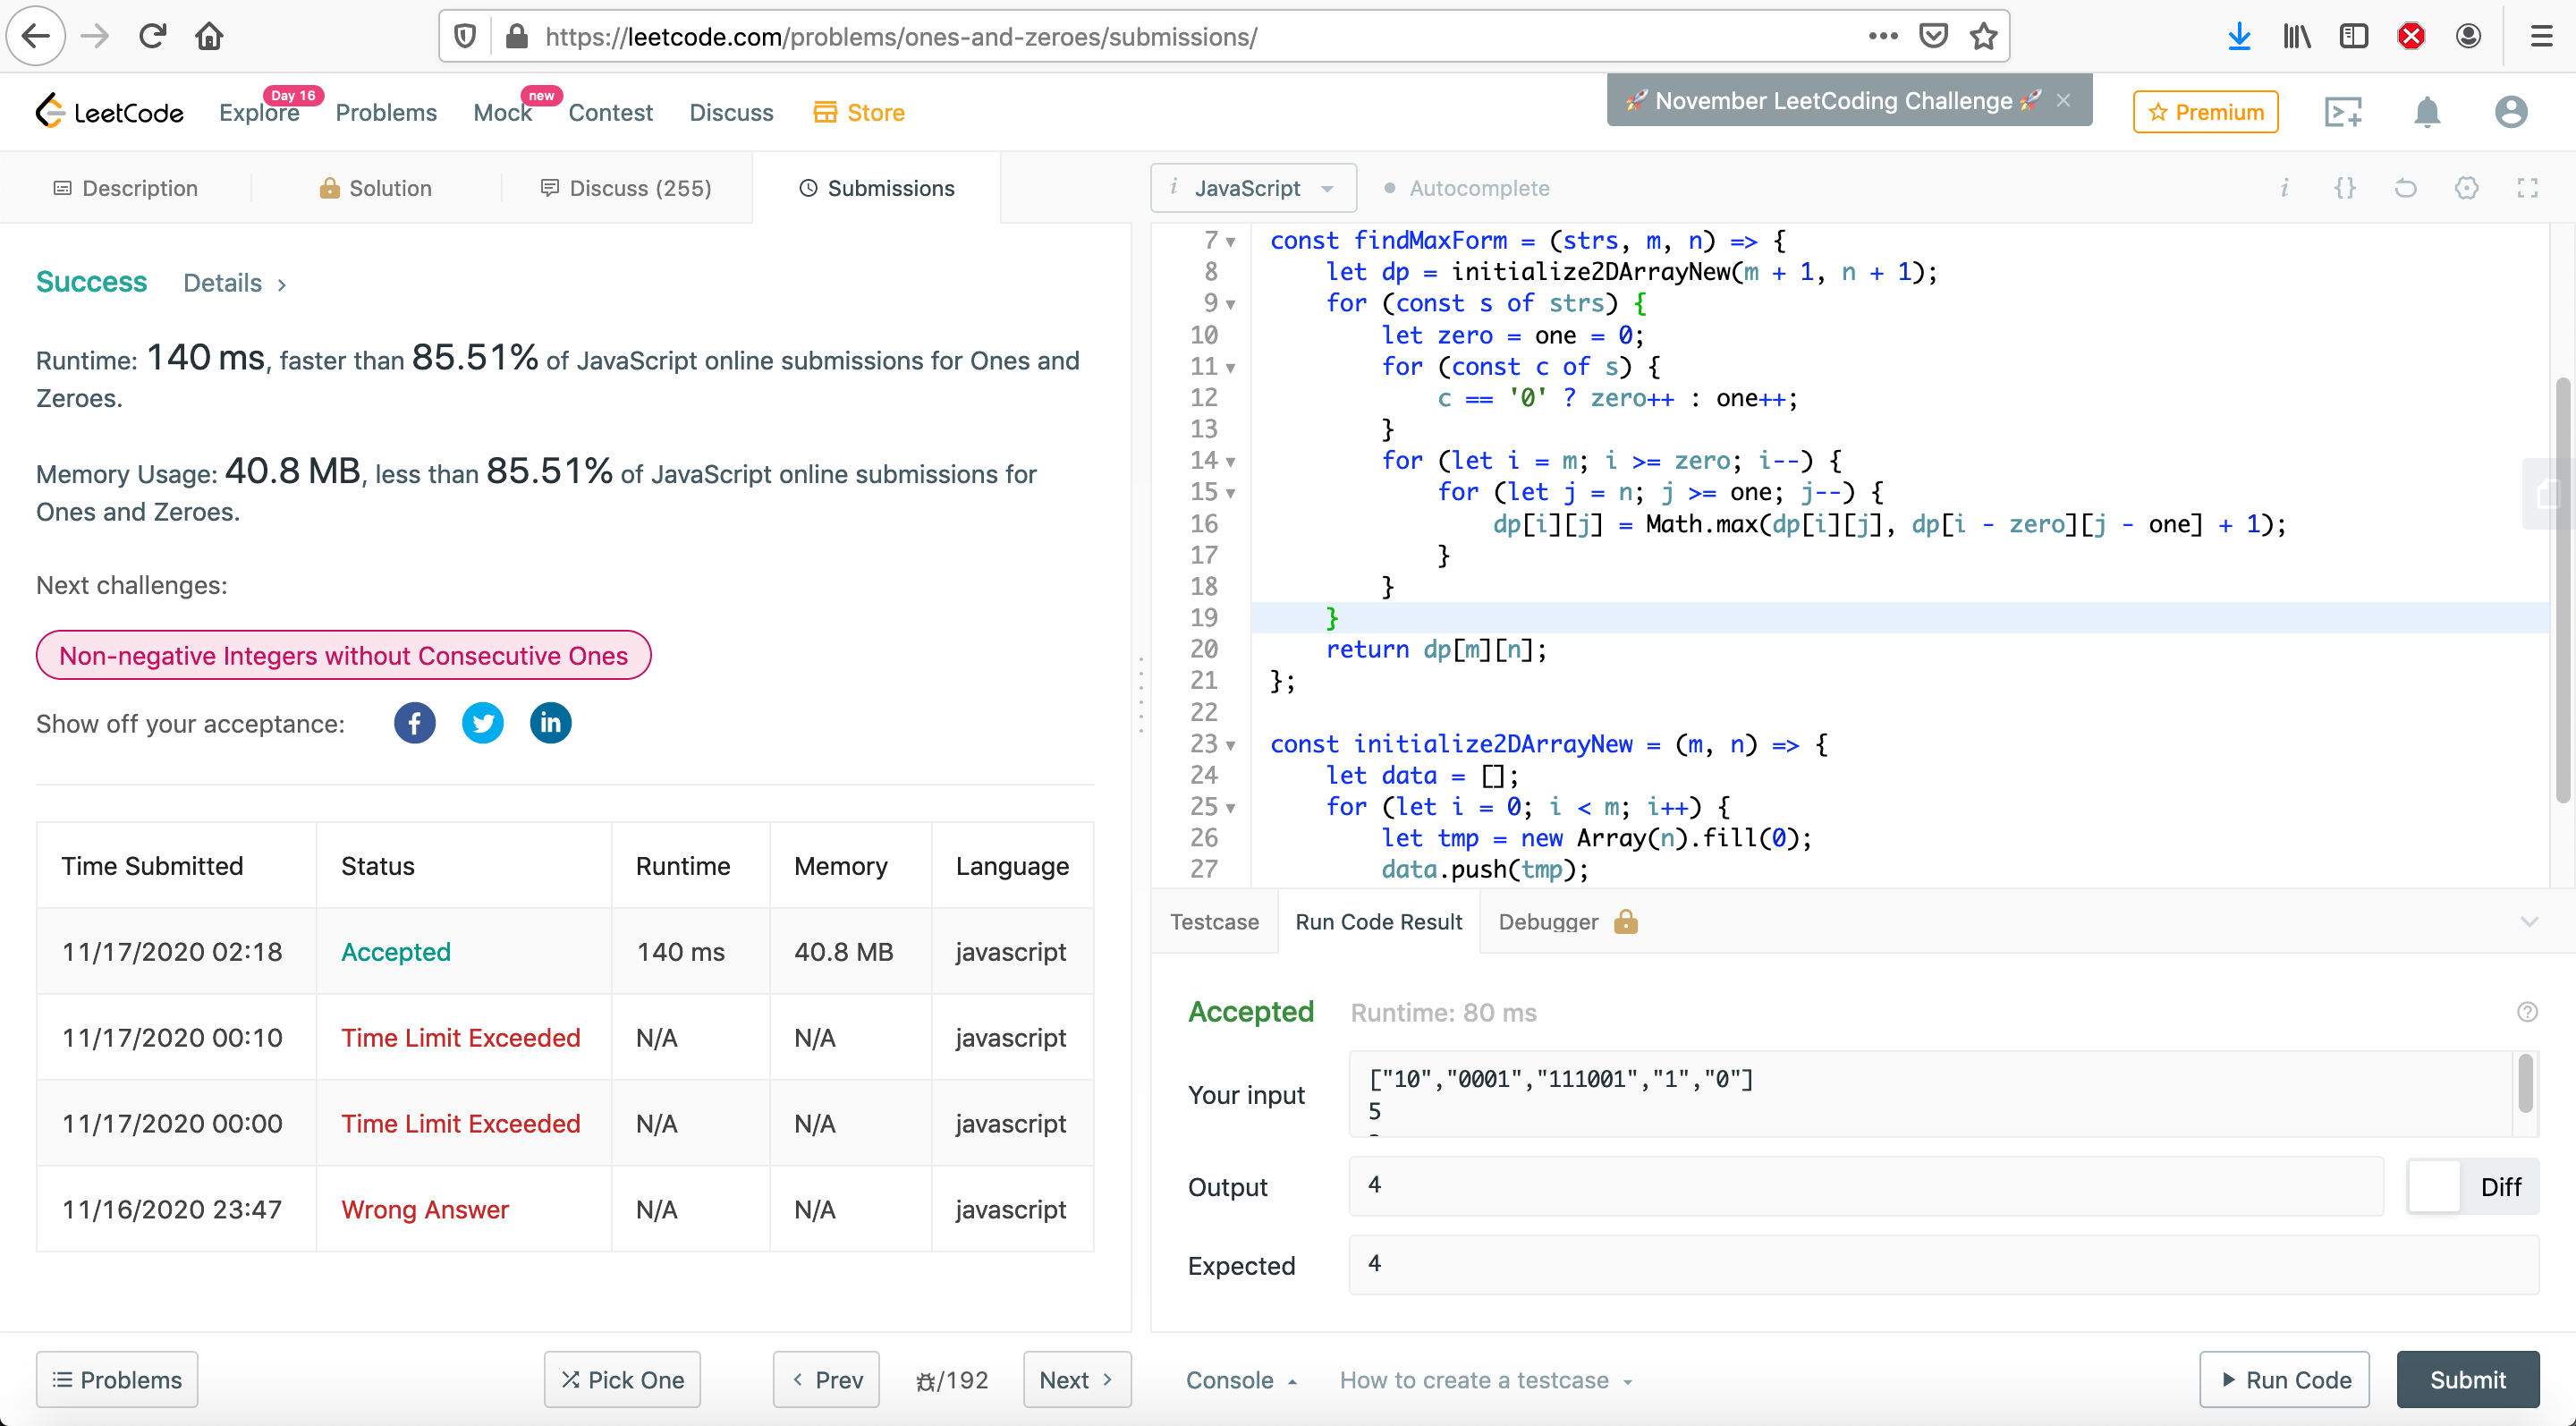 https://leetcode.com/problems/ones-and-zeroes/submissions/
LeetCode
Explore
Day 16
Problems
Mock
new
Contest
Discuss
Store
🚀 November LeetCoding Challenge 🚀 ×
Premium
Description
Solution
Discuss (255)
Submissions
i JavaScript
Autocomplete
Success Details >
Runtime: 140 ms, faster than 85.51% of JavaScript online submissions for Ones and
Zeroes.
Memory Usage: 40.8 MB, less than 85.51% of JavaScript online submissions for
Ones and Zeroes.
Next challenges:
Non-negative Integers without Consecutive Ones
Show off your acceptance:
Time Submitted Status Runtime Memory Language
11/17/2020 02:18 Accepted 140 ms 40.8 MB javascript
11/17/2020 00:10 Time Limit Exceeded N/A N/A javascript
11/17/2020 00:00 Time Limit Exceeded N/A N/A javascript
11/16/2020 23:47 Wrong Answer N/A N/A javascript
7 const findMaxForm = (strs, m, n) => {
8 let dp = initialize2DArrayNew(m + 1, n + 1);
9 for (const s of strs) {
10 let zero = one = 0;
11 for (const c of s) {
12 c == '0' ? zero++ : one++;
13 }
14 for (let i = m; i >= zero; i--) {
15 for (let j = n; j >= one; j--) {
16 dp[i][j] = Math.max(dp[i][j], dp[i - zero][j - one] + 1);
17 }
18 }
19 }
20 return dp[m][n];
21 };
22
23 const initialize2DArrayNew = (m, n) => {
24 let data = [];
25 for (let i = 0; i < m; i++) {
26 let tmp = new Array(n).fill(0);
27 data.push(tmp);
Testcase
Run Code Result
Debugger
Accepted Runtime: 80 ms
Your input
["10","0001","111001","1","0"]
5
Output
4
Diff
Expected
4
Problems
Pick One
< Prev
/192
Next >
Console
How to create a testcase
Run Code
Submit